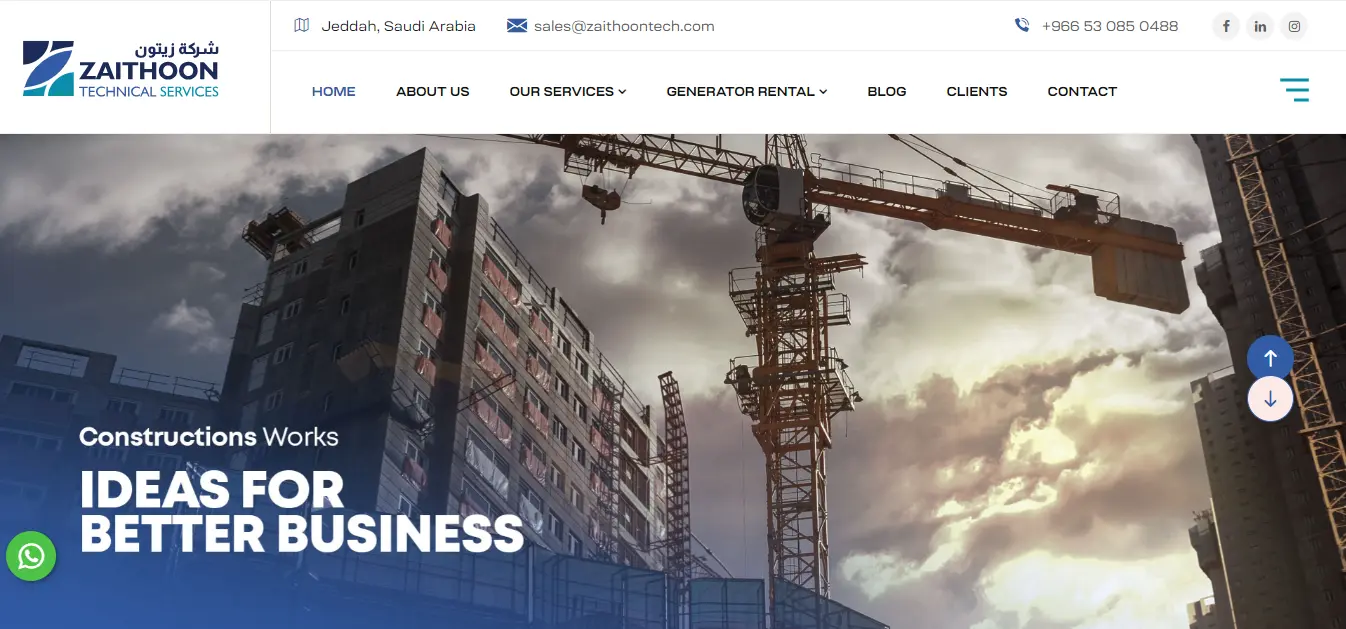 شركة زيتون
ZAITHOON
TECHNICAL SERVICES
Jeddah, Saudi Arabia
sales@zaithoontech.com
+966 53 085 0488
HOME
ABOUT US
OUR SERVICES
GENERATOR RENTAL
BLOG
CLIENTS
CONTACT
Constructions Works
IDEAS FOR
BETTER BUSINESS